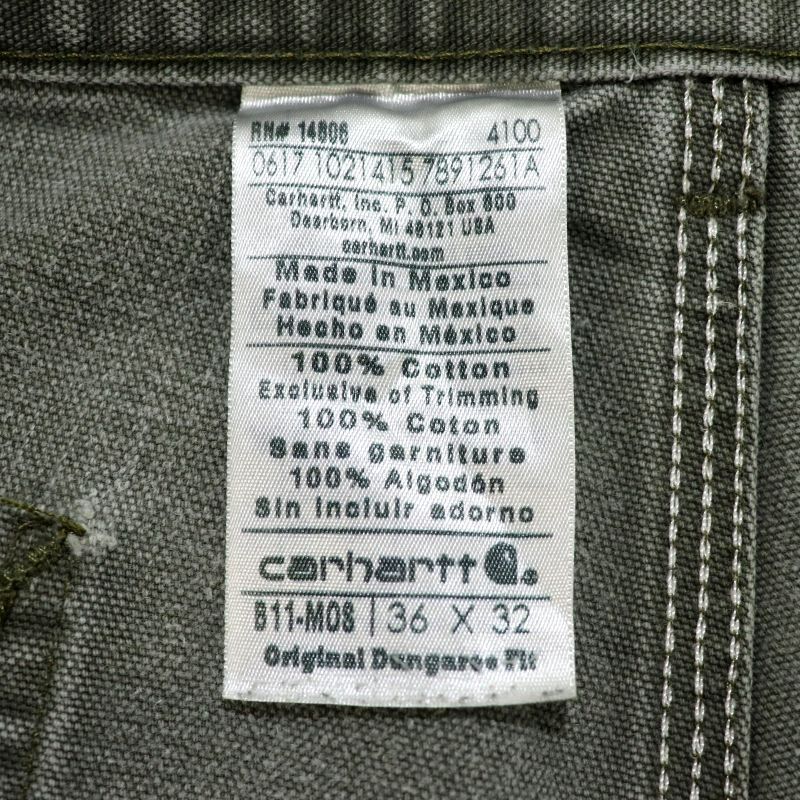 RN# 14806 4100
0617 1021415 7891261A
Carhartt, Inc. P. O. Box 600
Dearborn, MI 48121 USA
carhartt.com
Made in Mexico
Fabriqué au Mexique
Hecho en México
100% Cotton
Exclusive of Trimming
100% Coton
Sans garniture
100% Algodón
Sin incluir adorno
carhartt
B11-MOS 36 X 32
Original Dungaree Fit